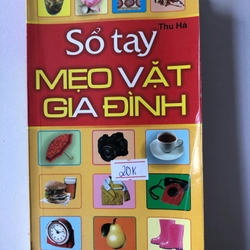 Thu Hà
Sổ tay
MẸO VẶT
GIA ĐÌNH
20K